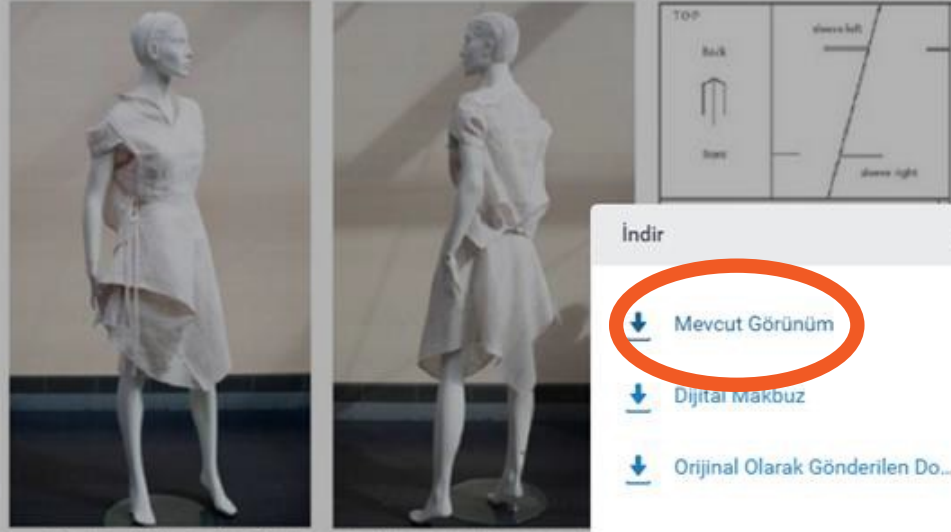 TOP
Back
sleeve left
front
sleeve right
İndir
Mevcut Görünüm
Dijital Makbuz
Orijinal Olarak Gönderilen Do...